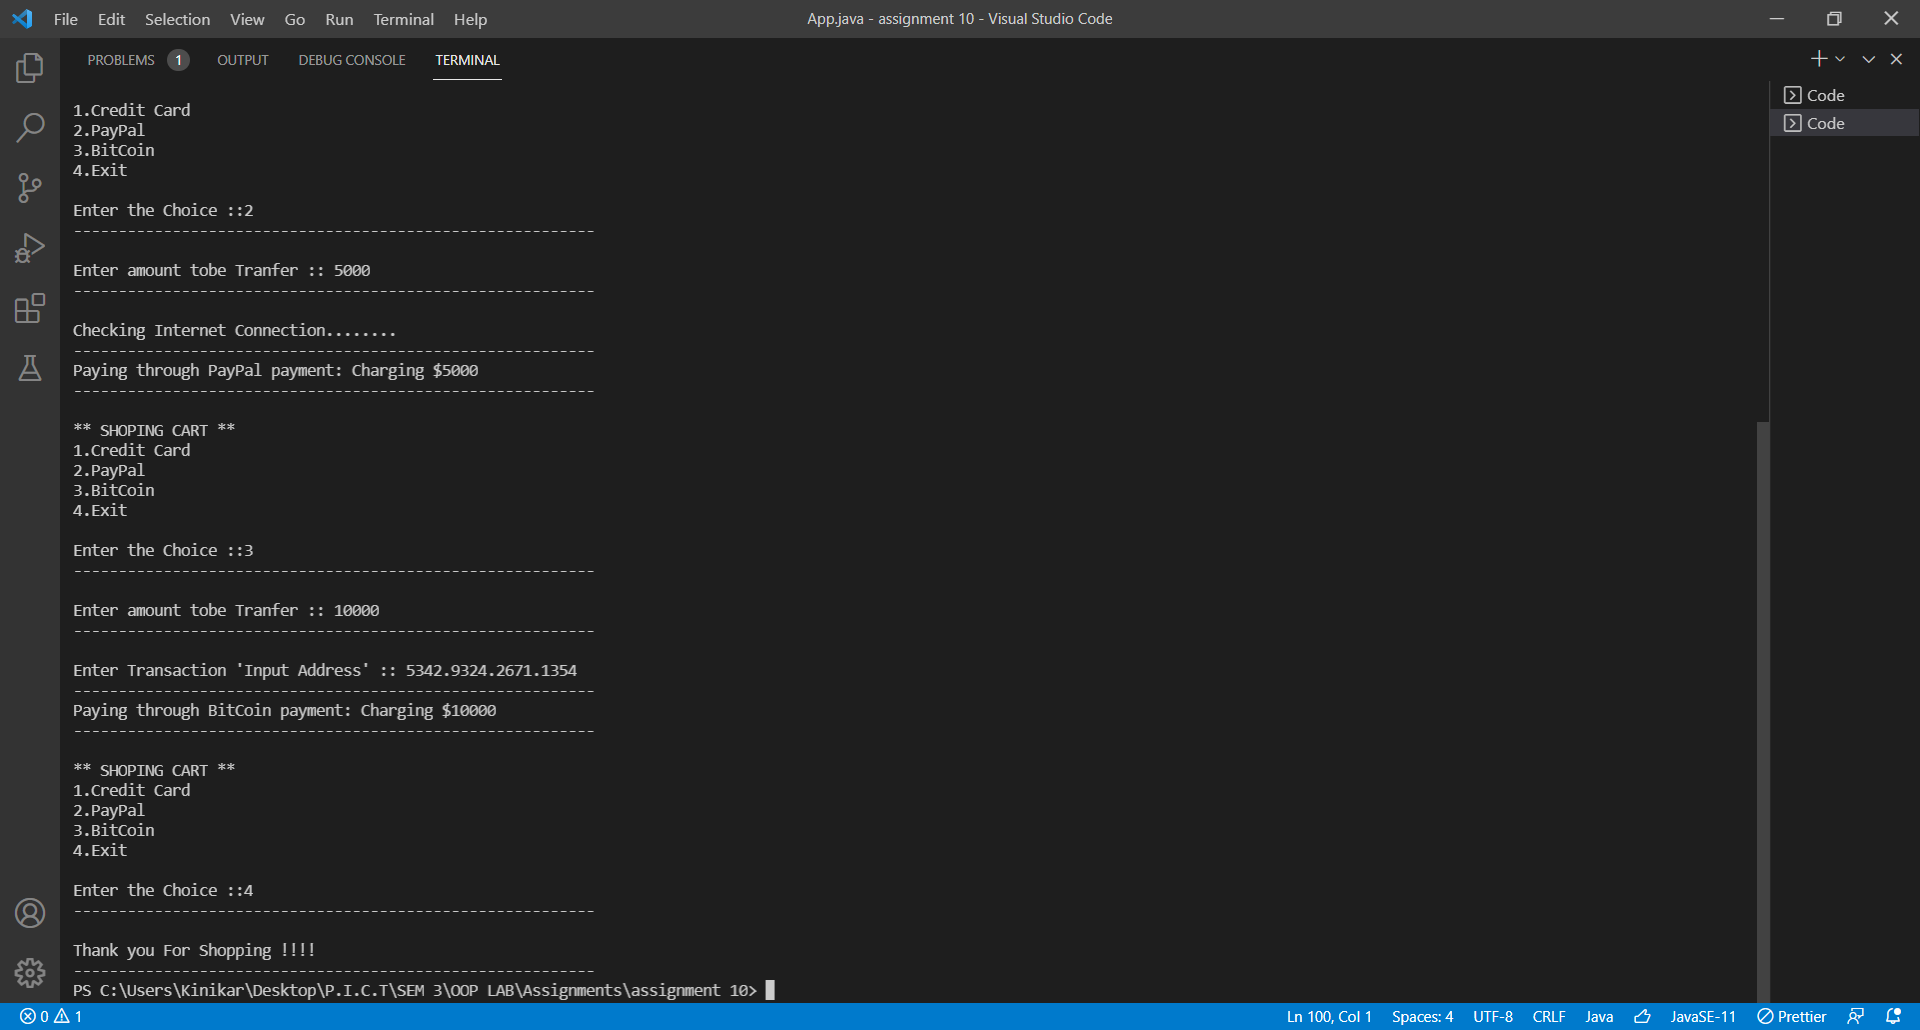 File Edit Selection View Go Run Terminal Help
App.java - assignment 10 - Visual Studio Code
PROBLEMS 1 OUTPUT DEBUG CONSOLE TERMINAL
Code
Code
1.Credit Card
2.PayPal
3.BitCoin
4.Exit
Enter the Choice ::2
----------------------------------------------------------
Enter amount tobe Tranfer :: 5000
----------------------------------------------------------
Checking Internet Connection........
----------------------------------------------------------
Paying through PayPal payment: Charging $5000
----------------------------------------------------------
** SHOPING CART **
1.Credit Card
2.PayPal
3.BitCoin
4.Exit
Enter the Choice ::3
----------------------------------------------------------
Enter amount tobe Tranfer :: 10000
----------------------------------------------------------
Enter Transaction 'Input Address' :: 5342.9324.2671.1354
----------------------------------------------------------
Paying through BitCoin payment: Charging $10000
----------------------------------------------------------
** SHOPING CART **
1.Credit Card
2.PayPal
3.BitCoin
4.Exit
Enter the Choice ::4
----------------------------------------------------------
Thank you For Shopping !!!!
----------------------------------------------------------
PS C:\Users\Kinikar\Desktop\P.I.C.T\SEM 3\OOP LAB\Assignments\assignment 10>
0 1 Ln 100, Col 1 Spaces: 4 UTF-8 CRLF Java JavaSE-11 Prettier